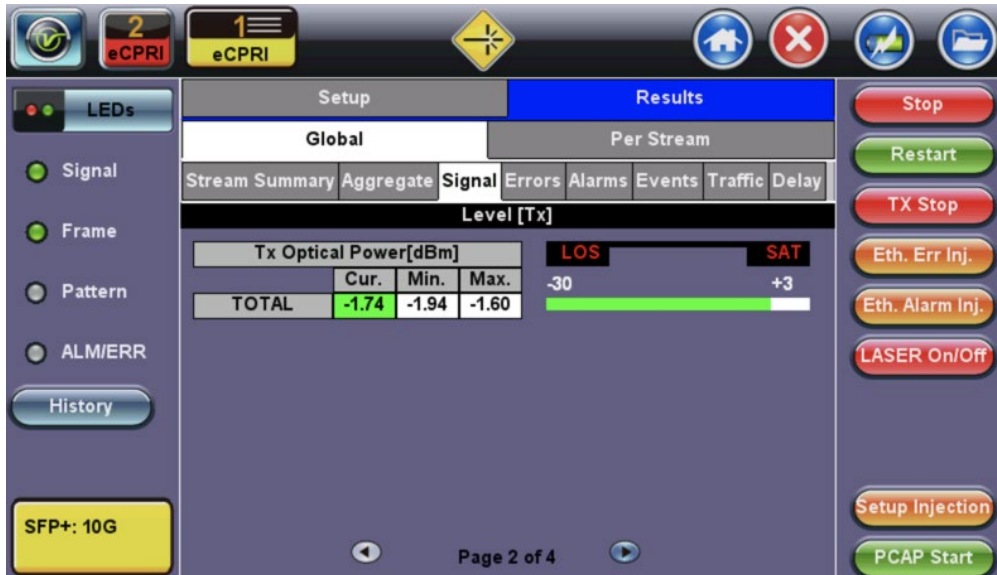 2
eCPRI
1
eCPRI
LEDs
Signal
Frame
Pattern
ALM/ERR
History
SFP+: 10G
Setup Results
Global Per Stream
Stream Summary Aggregate Signal Errors Alarms Events Traffic Delay
Level [Tx]
Tx Optical Power[dBm]
Cur. Min. Max.
TOTAL -1.74 -1.94 -1.60
LOS SAT
-30 +3
Page 2 of 4
Stop
Restart
TX Stop
Eth. Err Inj.
Eth. Alarm Inj.
LASER On/Off
Setup Injection
PCAP Start